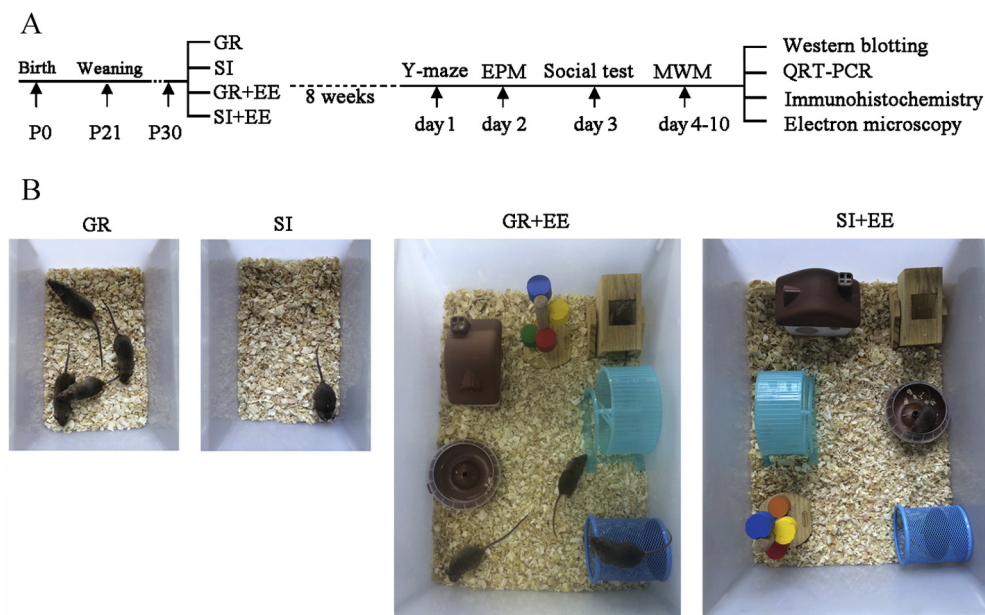 A
Birth Weaning
P0 P21 P30
GR
SI
GR+EE
SI+EE
8 weeks
Y-maze EPM Social test MWM
day 1 day 2 day 3 day 4-10
Western blotting
QRT-PCR
Immunohistochemistry
Electron microscopy
B
GR SI GR+EE SI+EE